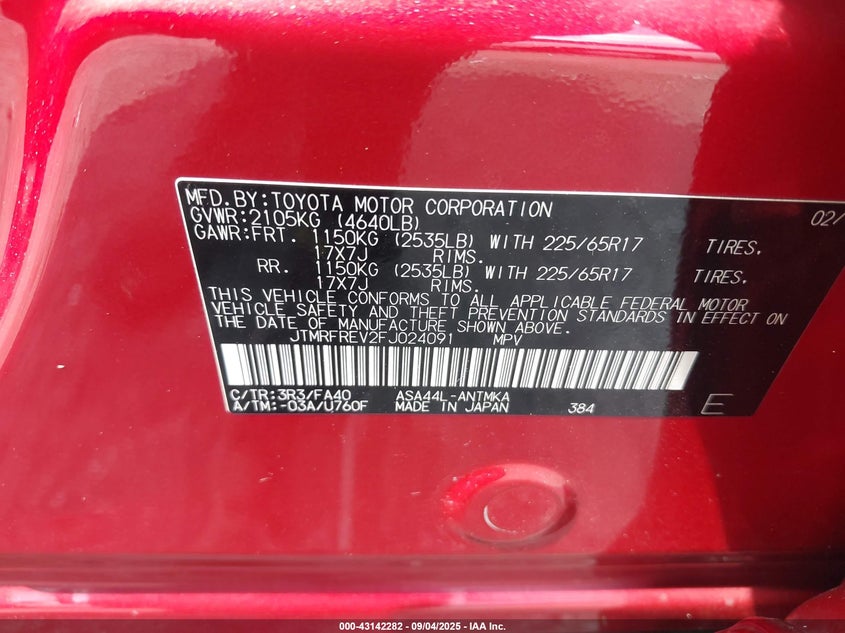 MFD.BY:TOYOTA MOTOR CORPORATION 02/
GVWR:2105KG (4640LB)
GAWR:FRT. 1150KG (2535LB) WITH 225/65R17 TIRES.
17X7J RIMS.
RR. 1150KG (2535LB) WITH 225/65R17 TIRES.
17X7J RIMS.
THIS VEHICLE CONFORMS TO ALL APPLICABLE FEDERAL MOTOR
VEHICLE SAFETY AND THEFT PREVENTION STANDARDS IN EFFECT ON
THE DATE OF MANUFACTURE SHOWN ABOVE.
JTMRFREV2FJ024091 MPV
C/TR:3R3/FA40 ASA44L-ANTMKA
A/TM:-03A/U760F MADE IN JAPAN 384 E
000-43142282 - 09/04/2025 - IAA Inc.